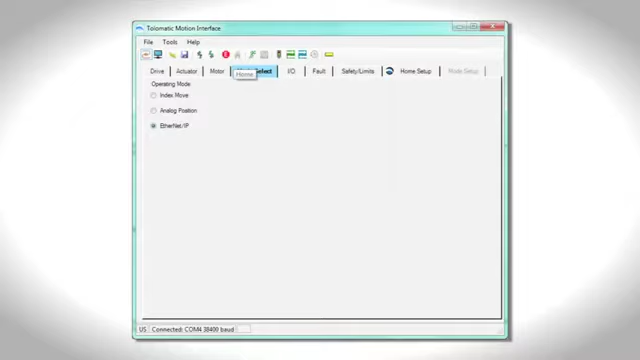 Tolomatic Motion Interface
File Tools Help
Drive Actuator Motor Select I/O Fault Safety/Limits Home Setup Mode Setup
Home
Operating Mode
Index Move
Analog Position
EtherNet/IP
US Connected: COM4 38400 baud